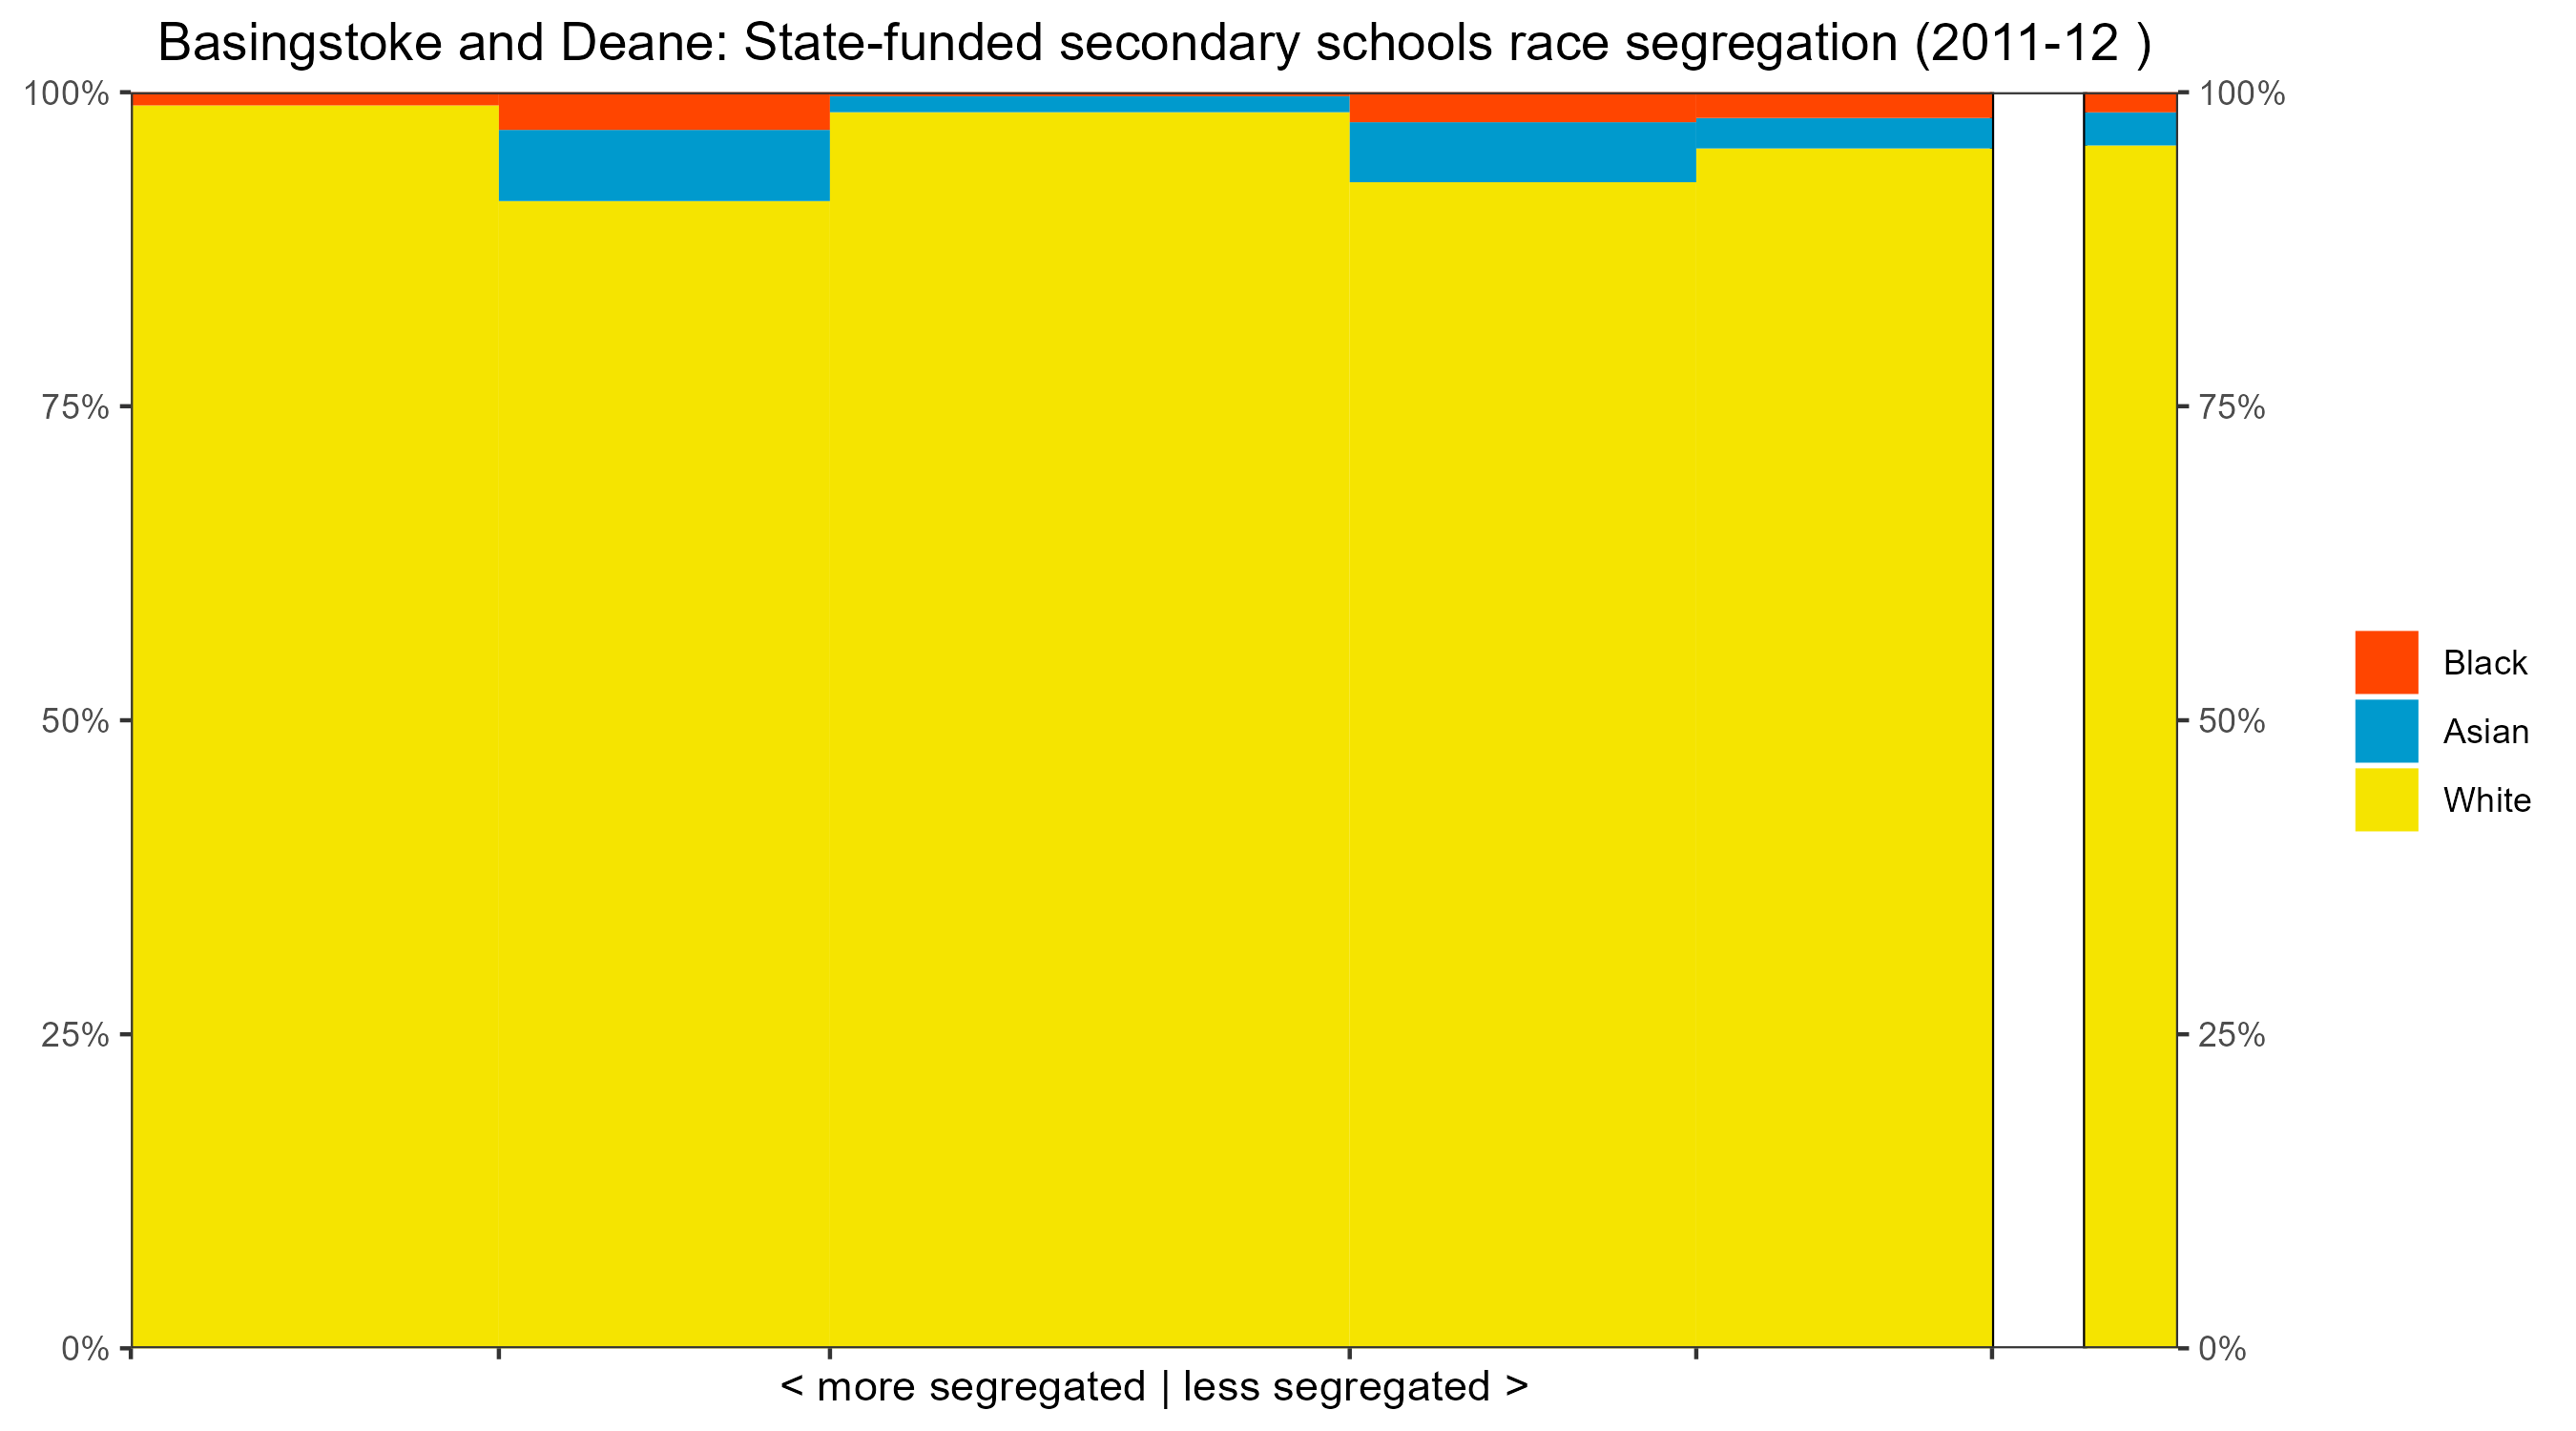 Basingstoke and Deane: State-funded secondary schools race segregation (2011-12 )
100%
75%
50%
25%
0%
100%
75%
50%
25%
0%
Black
Asian
White
< more segregated | less segregated >